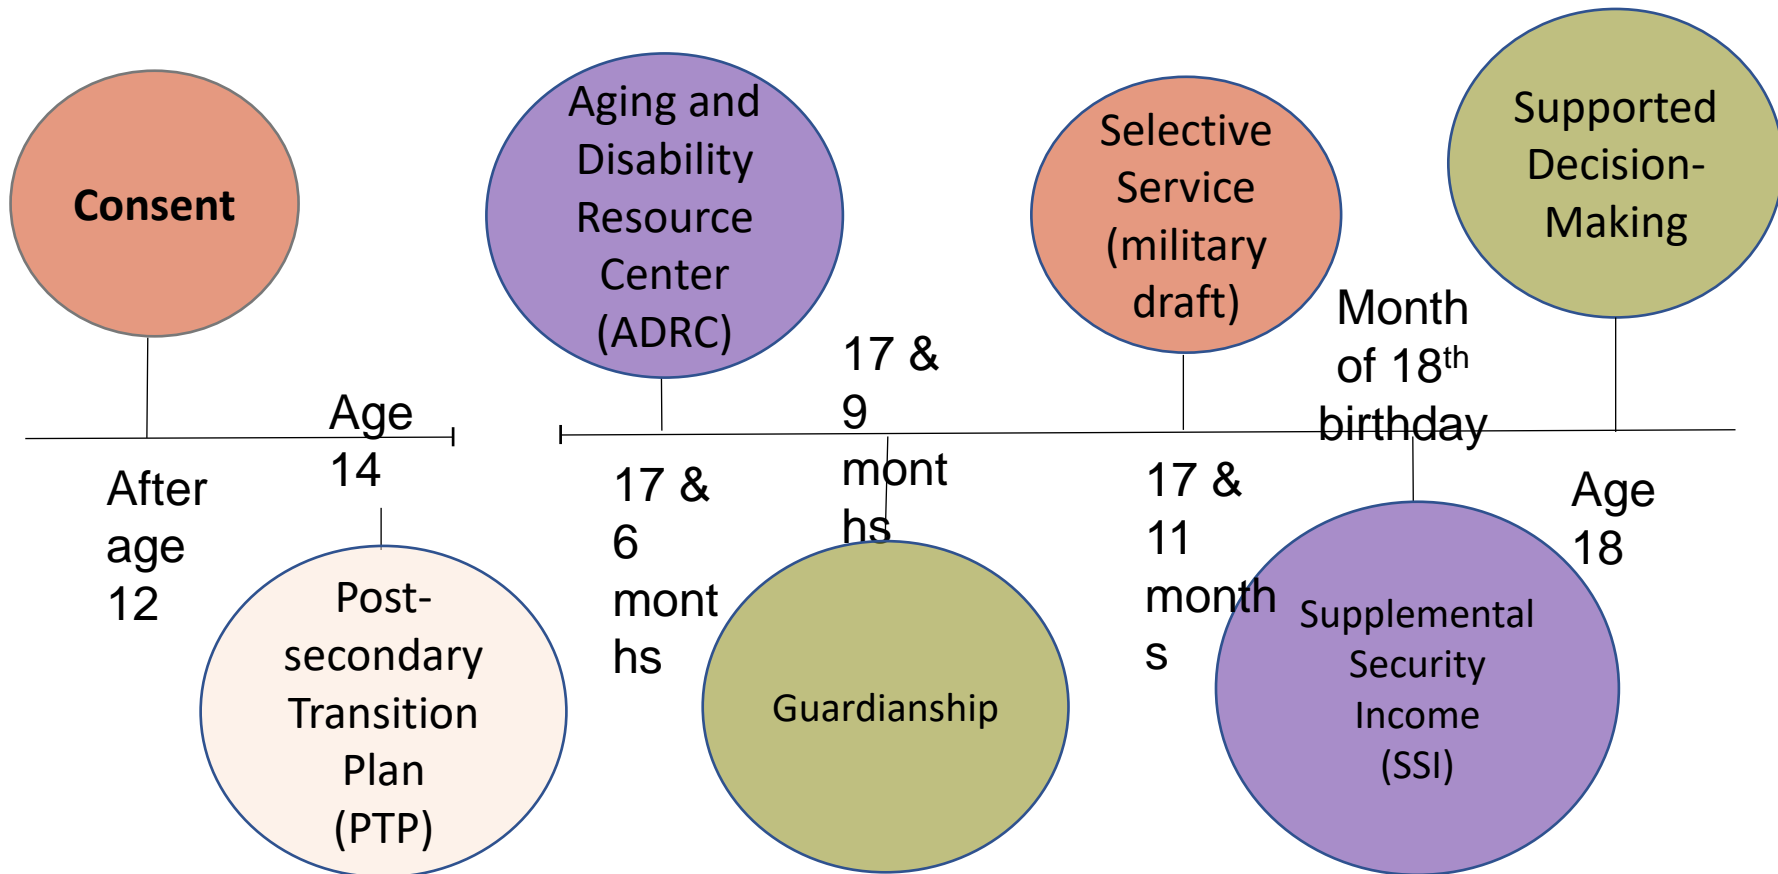 Consent
After
age
12
Age
14
Post-
secondary
Transition
Plan
(PTP)
Aging and
Disability
Resource
Center
(ADRC)
17 &
6
mont
hs
17 &
9
mont
hs
Guardianship
Selective
Service
(military
draft)
17 &
11
month
s
Month
of 18th
birthday
Supplemental
Security
Income
(SSI)
Supported
Decision-
Making
Age
18